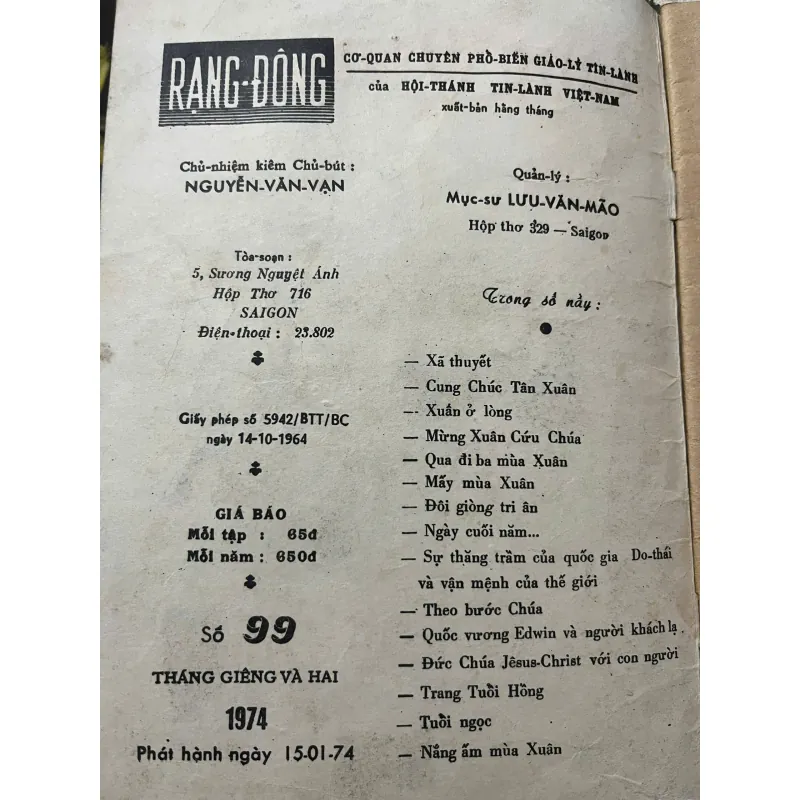 RẠNG-ĐÔNG
CƠ-QUAN CHUYÊN PHỔ-BIẾN GIÁO-LÝ TÍN-LÀNH
của HỘI-THÁNH TIN-LÀNH VIỆT-NAM
xuất-bản hàng tháng
Chủ-nhiệm kiêm Chủ-bút :
NGUYỄN-VĂN-VẠN
Quản-lý :
Mục-sư LƯU-VĂN-MÃO
Hộp thơ 329 — Saigon
Tòa-soạn :
5, Sương Nguyệt Ánh
Hộp Thơ 716
SAIGON
Điện-thoại : 23.802
Giấy phép số 5942/BTT/BC
ngày 14-10-1964
GIÁ BÁO
Mỗi tập : 65đ
Mỗi năm : 650đ
Số 99
THÁNG GIÊNG VÀ HAI
1974
Phát hành ngày 15-01-74
Trong số nầy :
— Xã thuyết
— Cung Chúc Tân Xuân
— Xuấn ở lòng
— Mừng Xuân Cứu Chúa
— Qua đi ba mùa Xuân
— Mấy mùa Xuân
— Đôi giòng tri ân
— Ngày cuối năm...
— Sự thăng trầm của quốc gia Do-thái
và vận mệnh của thế giới
— Theo bước Chúa
— Quốc vương Edwin và người khách lạ
— Đức Chúa Jêsus-Christ với con người
— Trang Tuổi Hồng
— Tuổi ngọc
— Nắng ấm mùa Xuân